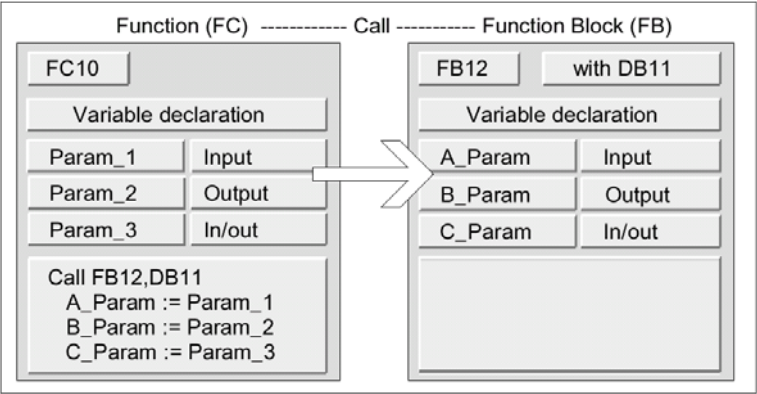 Function (FC) ------------ Call ----------- Function Block (FB)
FC10
Variable declaration
Param_1 Input
Param_2 Output
Param_3 In/out
Call FB12,DB11
A_Param := Param_1
B_Param := Param_2
C_Param := Param_3
FB12 with DB11
Variable declaration
A_Param Input
B_Param Output
C_Param In/out